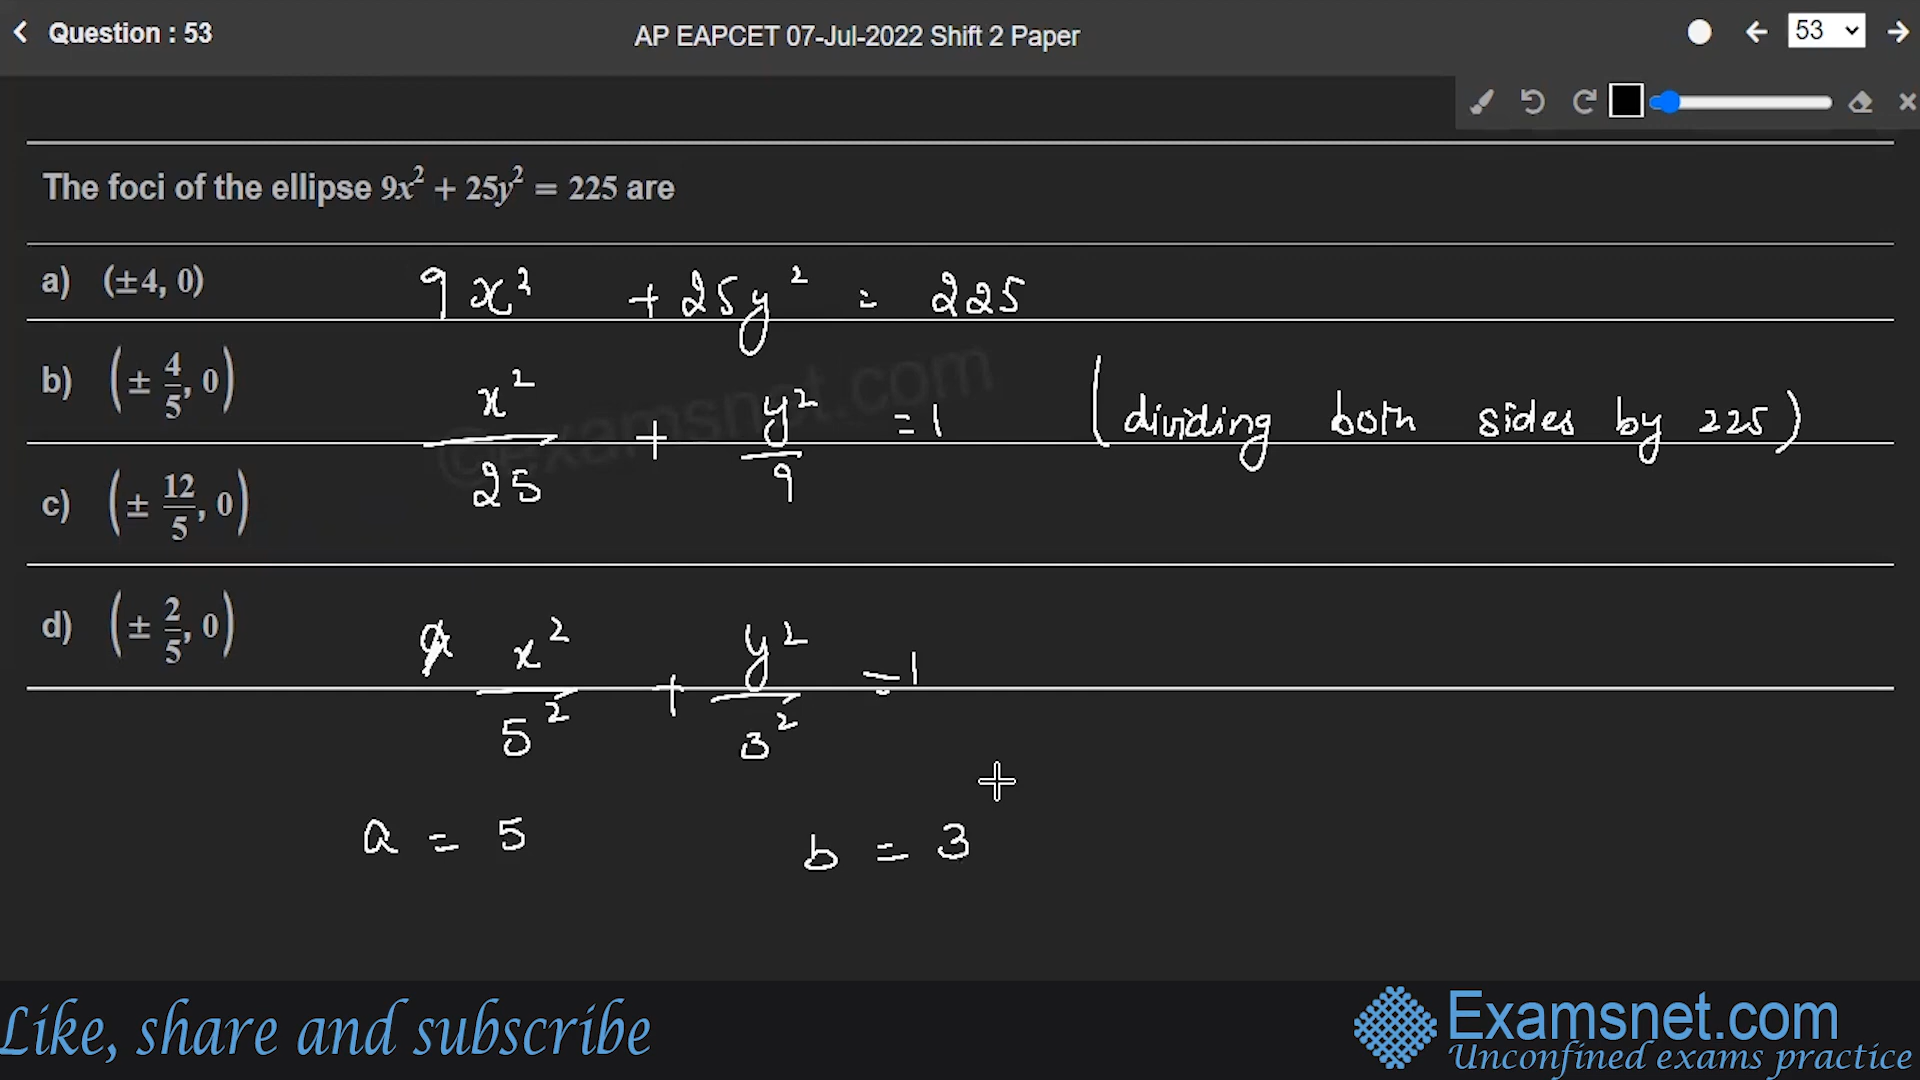 Question : 53
AP EAPCET 07-Jul-2022 Shift 2 Paper
53
The foci of the ellipse 9x² + 25y² = 225 are
a) (±4, 0)
9x² + 25y² = 225
b) (± 4/5, 0)
x²/25 + y²/9 = 1 (dividing both sides by 225)
©examsnet.com
c) (± 12/5, 0)
d) (± 2/5, 0)
x²/5² + y²/3² = 1
a = 5 b = 3
Like, share and subscribe
Examsnet.com
Unconfined exams practice